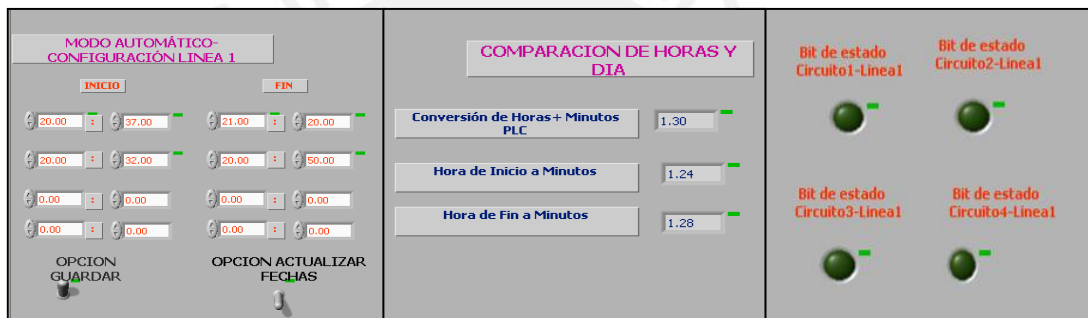 MODO AUTOMÁTICO-
CONFIGURACIÓN LINEA 1
INICIO FIN
20.00 : 37.00 21.00 : 20.00
20.00 : 32.00 20.00 : 50.00
0.00 : 0.00 0.00 : 0.00
0.00 : 0.00 0.00 : 0.00
OPCION
GUARDAR
OPCION ACTUALIZAR
FECHAS
COMPARACION DE HORAS Y
DIA
Conversión de Horas+ Minutos
PLC
1.30
Hora de Inicio a Minutos
1.24
Hora de Fin a Minutos
1.28
Bit de estado
Circuito1-Linea1
Bit de estado
Circuito2-Linea1
Bit de estado
Circuito3-Linea1
Bit de estado
Circuito4-Linea1